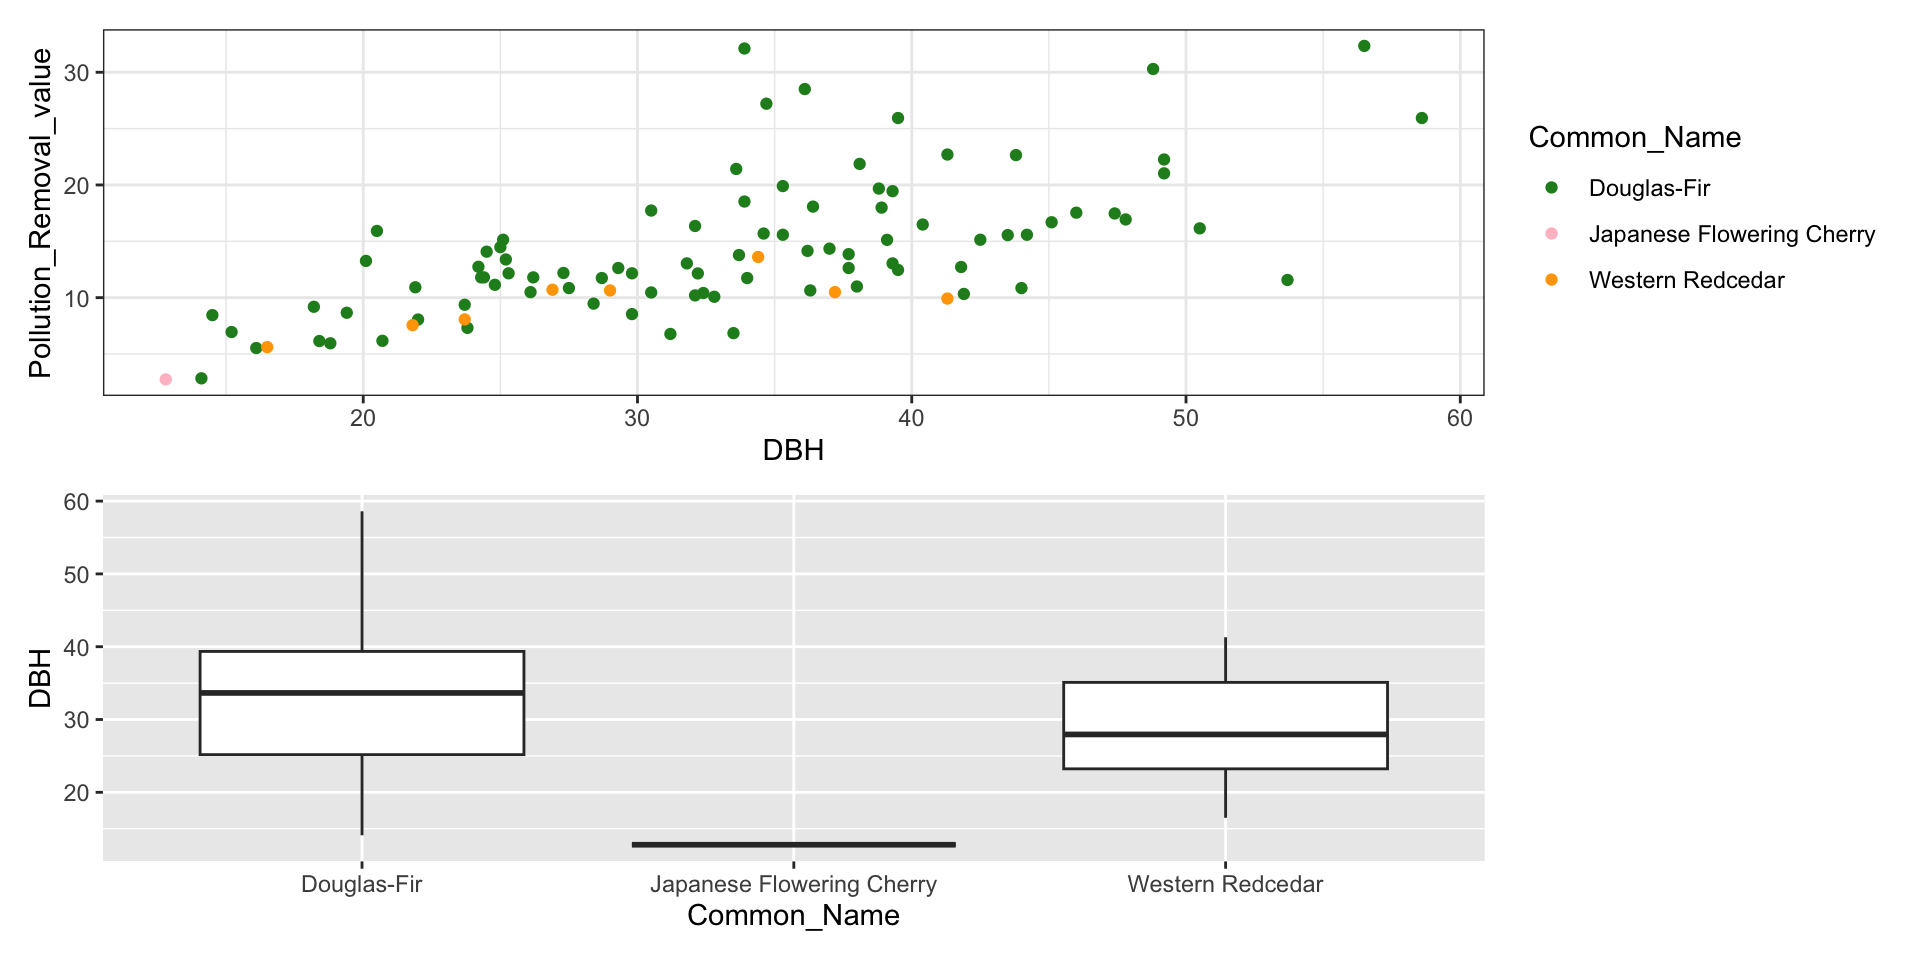 Pollution_Removal_value
30
20
10
20
30
40
50
60
DBH
Common_Name
Douglas-Fir
Japanese Flowering Cherry
Western Redcedar
DBH
60
50
40
30
20
Douglas-Fir
Japanese Flowering Cherry
Western Redcedar
Common_Name